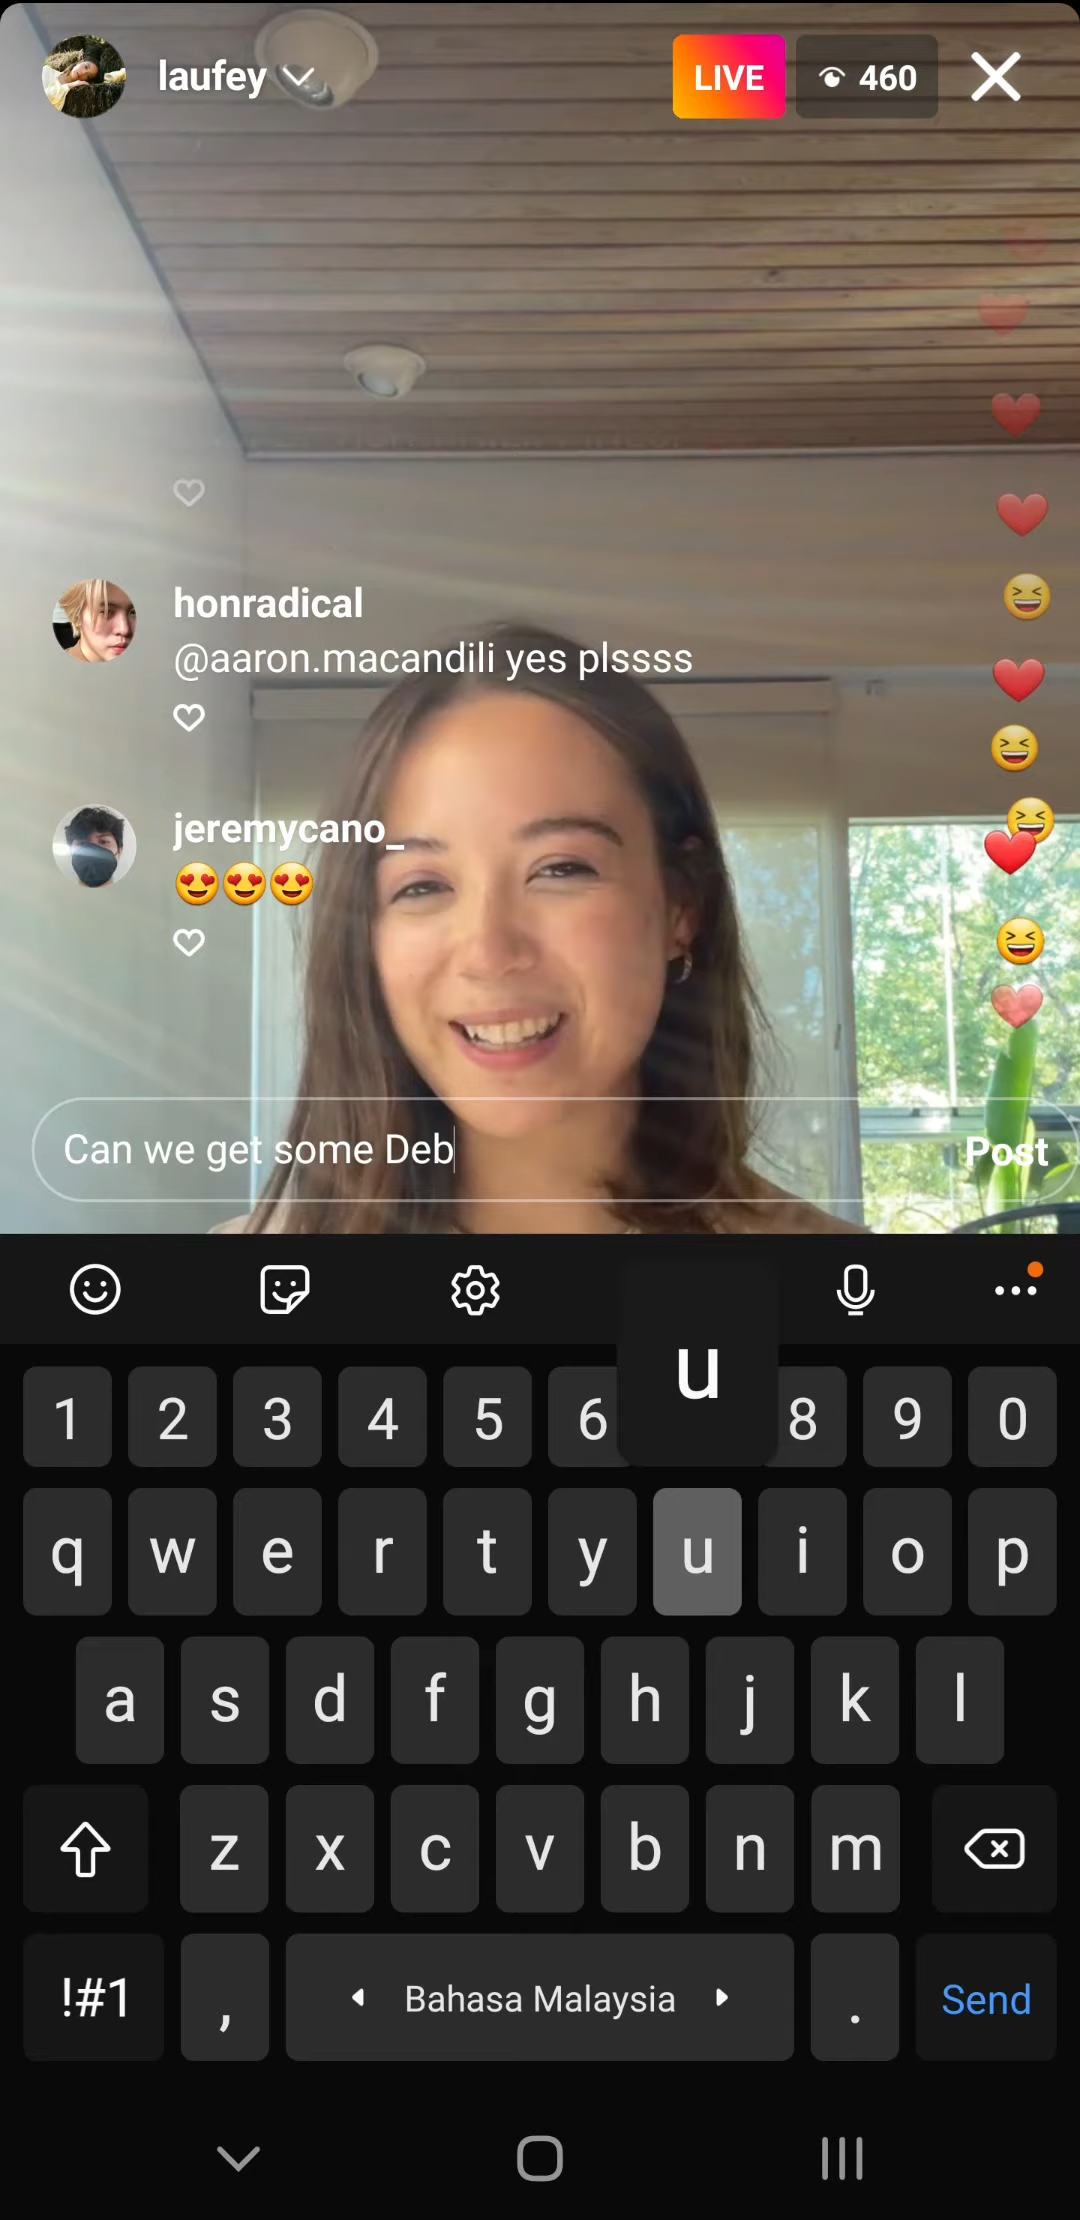 laufey
LIVE
460
honradical
@aaron.macandili yes plssss
jeremycano_
😍😍😍
Can we get some Deb
Post
u
1 2 3 4 5 6 8 9 0
q w e r t y u i o p
a s d f g h j k l
z x c v b n m
!#1 , Bahasa Malaysia . Send